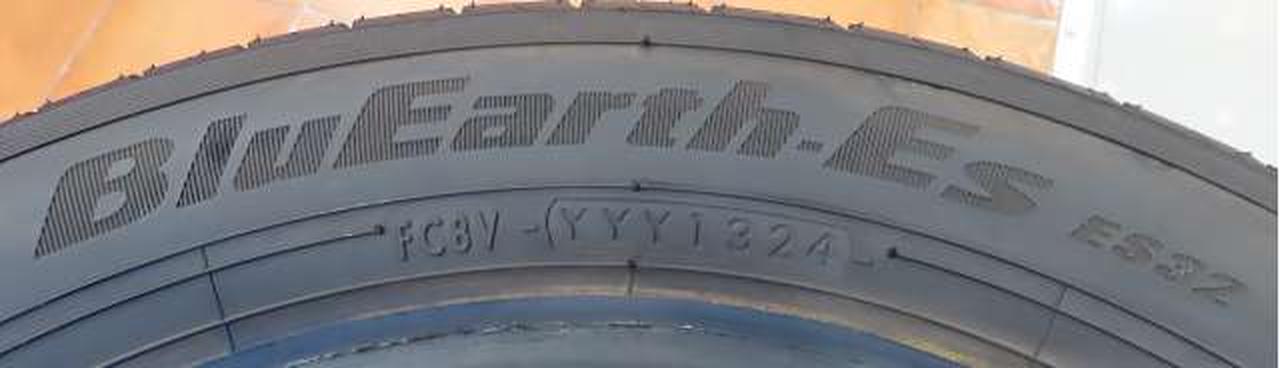 BluEarth-Es ES32
FC8V -(YYY1324)-